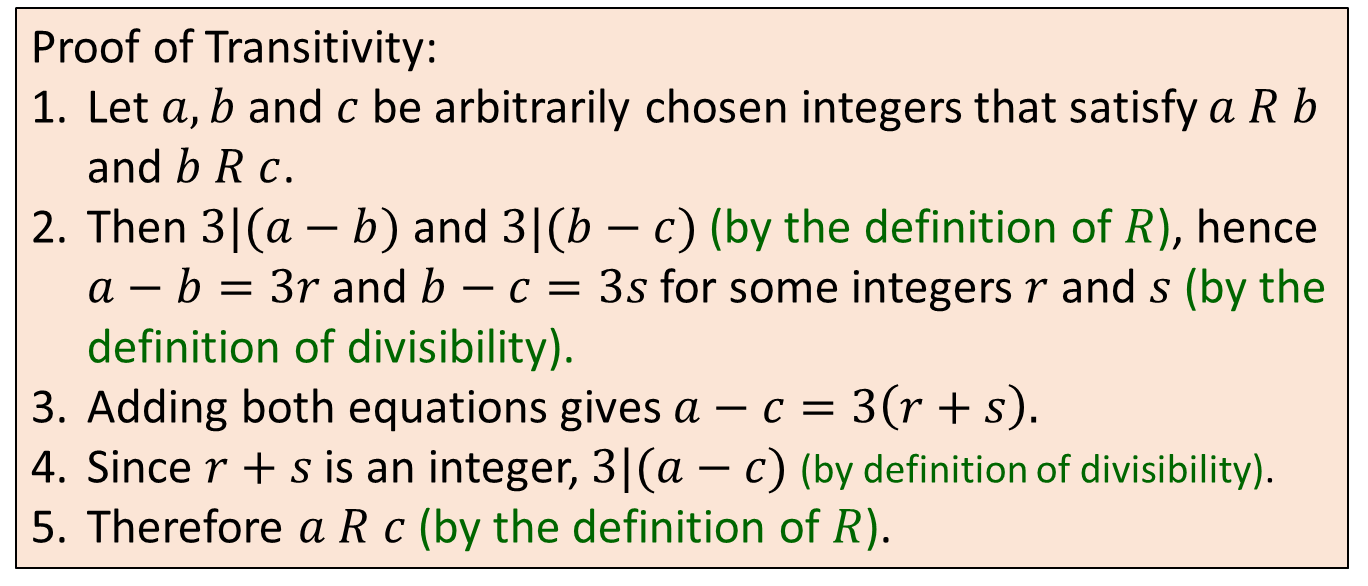 Proof of Transitivity:
1. Let a, b and c be arbitrarily chosen integers that satisfy a R b
and b R c.
2. Then 3|(a − b) and 3|(b − c) (by the definition of R), hence
a − b = 3r and b − c = 3s for some integers r and s (by the
definition of divisibility).
3. Adding both equations gives a − c = 3(r + s).
4. Since r + s is an integer, 3|(a − c) (by definition of divisibility).
5. Therefore a R c (by the definition of R).